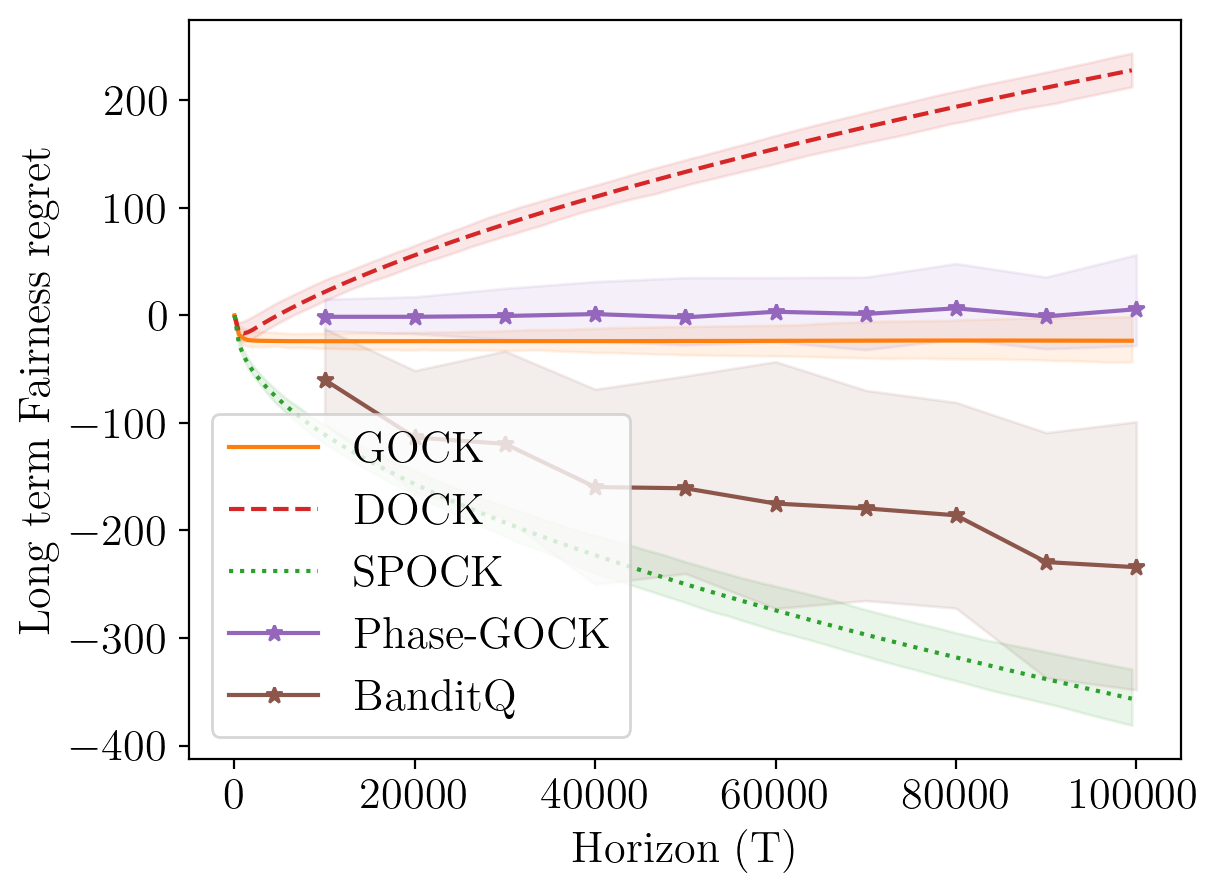 Long term Fairness regret
200
100
0
−100
−200
−300
−400
GOCK
DOCK
SPOCK
Phase-GOCK
BanditQ
0 20000 40000 60000 80000 100000
Horizon (T)